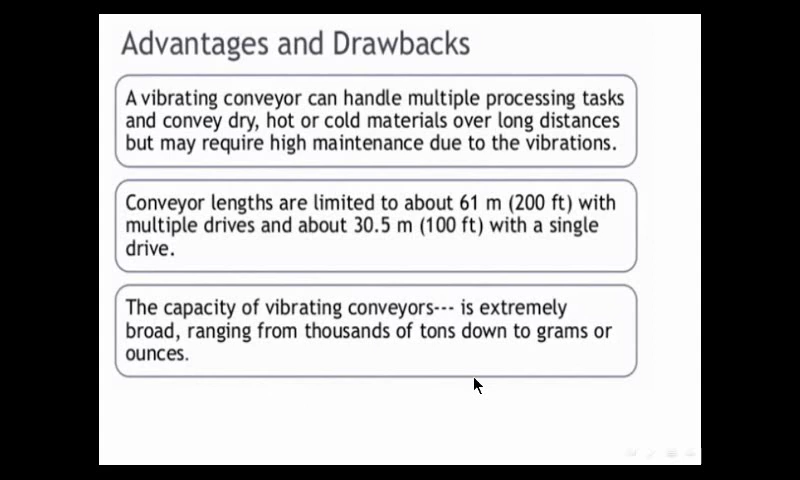 Advantages and Drawbacks
A vibrating conveyor can handle multiple processing tasks
and convey dry, hot or cold materials over long distances
but may require high maintenance due to the vibrations.
Conveyor lengths are limited to about 61 m (200 ft) with
multiple drives and about 30.5 m (100 ft) with a single
drive.
The capacity of vibrating conveyors--- is extremely
broad, ranging from thousands of tons down to grams or
ounces.